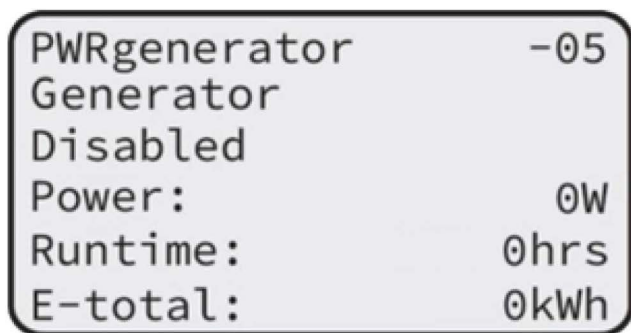 PWRgenerator -05
Generator
Disabled
Power: 0W
Runtime: 0hrs
E-total: 0kWh